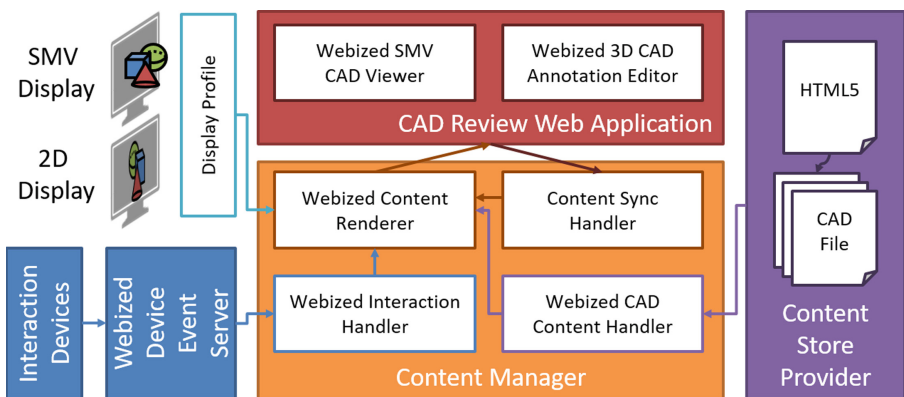 SMV
Display
2D
Display
Display Profile
Webized SMV
CAD Viewer
Webized 3D CAD
Annotation Editor
CAD Review Web Application
HTML5
CAD
File
Content
Store
Provider
Webized Content
Renderer
Content Sync
Handler
Webized Interaction
Handler
Webized CAD
Content Handler
Content Manager
Interaction
Devices
Webized
Device
Event
Server